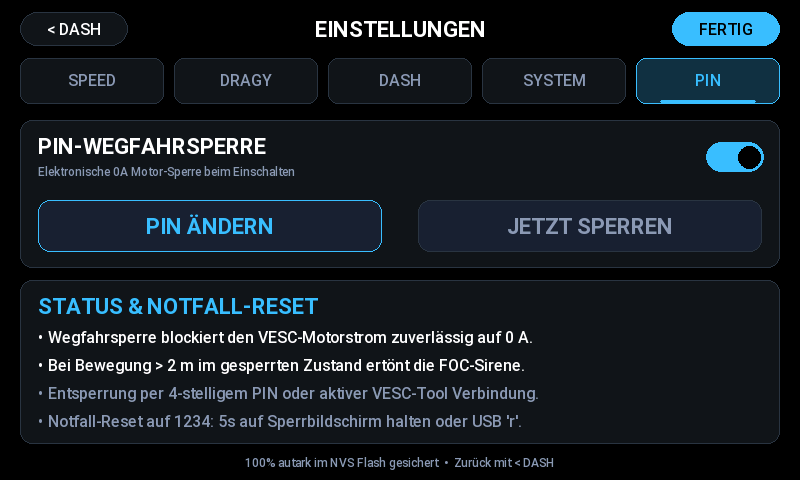 < DASH
EINSTELLUNGEN
FERTIG
SPEED
DRAGY
DASH
SYSTEM
PIN
PIN-WEGFAHRSPERRE
Elektronische 0A Motor-Sperre beim Einschalten
PIN ÄNDERN
JETZT SPERREN
STATUS & NOTFALL-RESET
• Wegfahrsperre blockiert den VESC-Motorstrom zuverlässig auf 0 A.
• Bei Bewegung > 2 m im gesperrten Zustand ertönt die FOC-Sirene.
• Entsperrung per 4-stelligem PIN oder aktiver VESC-Tool Verbindung.
• Notfall-Reset auf 1234: 5s auf Sperrbildschirm halten oder USB 'r'.
100% autark im NVS Flash gesichert • Zurück mit < DASH